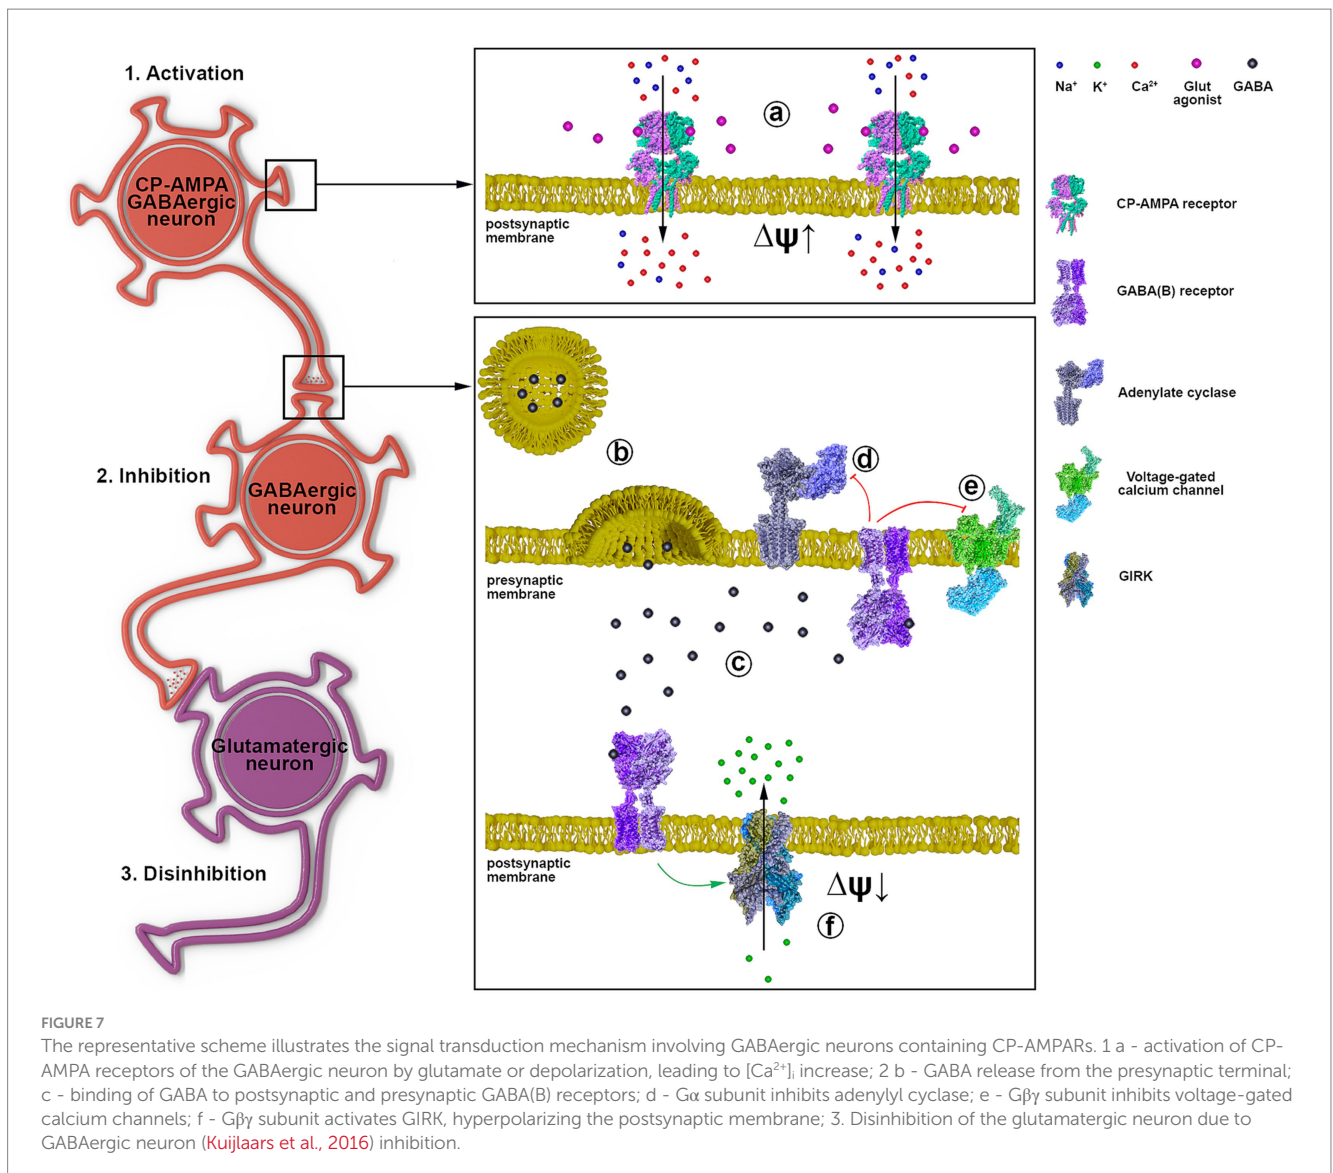 1. Activation
CP-AMPA
GABAergic
neuron
2. Inhibition
GABAergic
neuron
Glutamatergic
neuron
3. Disinhibition
a
postsynaptic
membrane
ΔΨ↑
b
d
e
presynaptic
membrane
c
postsynaptic
membrane
ΔΨ↓
f
Na⁺ K⁺ Ca²⁺ Glut GABA
agonist
CP-AMPA receptor
GABA(B) receptor
Adenylate cyclase
Voltage-gated
calcium channel
GIRK
FIGURE 7
The representative scheme illustrates the signal transduction mechanism involving GABAergic neurons containing CP-AMPARs. 1 a - activation of CP-
AMPA receptors of the GABAergic neuron by glutamate or depolarization, leading to [Ca²⁺]ᵢ increase; 2 b - GABA release from the presynaptic terminal;
c - binding of GABA to postsynaptic and presynaptic GABA(B) receptors; d - Gα subunit inhibits adenylyl cyclase; e - Gβγ subunit inhibits voltage-gated
calcium channels; f - Gβγ subunit activates GIRK, hyperpolarizing the postsynaptic membrane; 3. Disinhibition of the glutamatergic neuron due to
GABAergic neuron (Kuijlaars et al., 2016) inhibition.